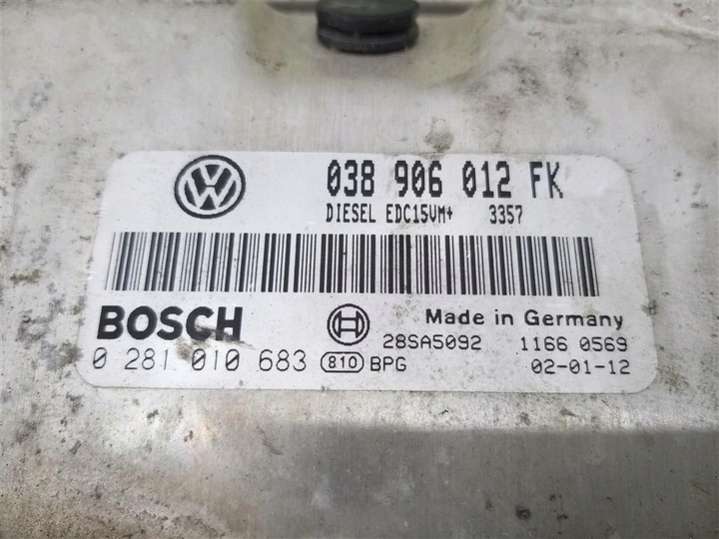 038 906 012 FK
DIESEL EDC15VM+ 3357
BOSCH
Made in Germany
28SA5092 1166 0569
0 281 010 683 810 BPG 02-01-12